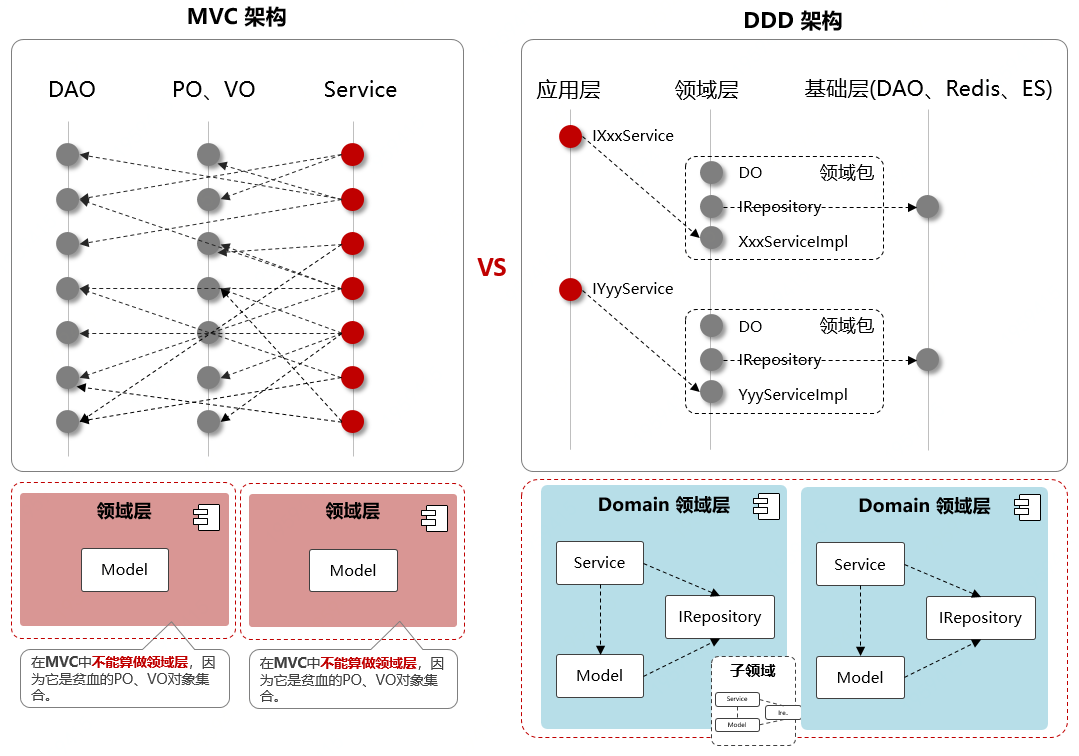 MVC 架构
DAO
PO、VO
Service
VS
DDD 架构
应用层
领域层
基础层(DAO、Redis、ES)
IXxxService
DO
领域包
IRepository
XxxServiceImpl
IYyyService
DO
领域包
IRepository
YyyServiceImpl
领域层
Model
在MVC中不能算做领域层，因
为它是贫血的PO、VO对象集
合。
领域层
Model
在MVC中不能算做领域层，因
为它是贫血的PO、VO对象集
合。
Domain 领域层
Service
IRepository
Model
子领域
Service
Ire..
Model
Domain 领域层
Service
IRepository
Model